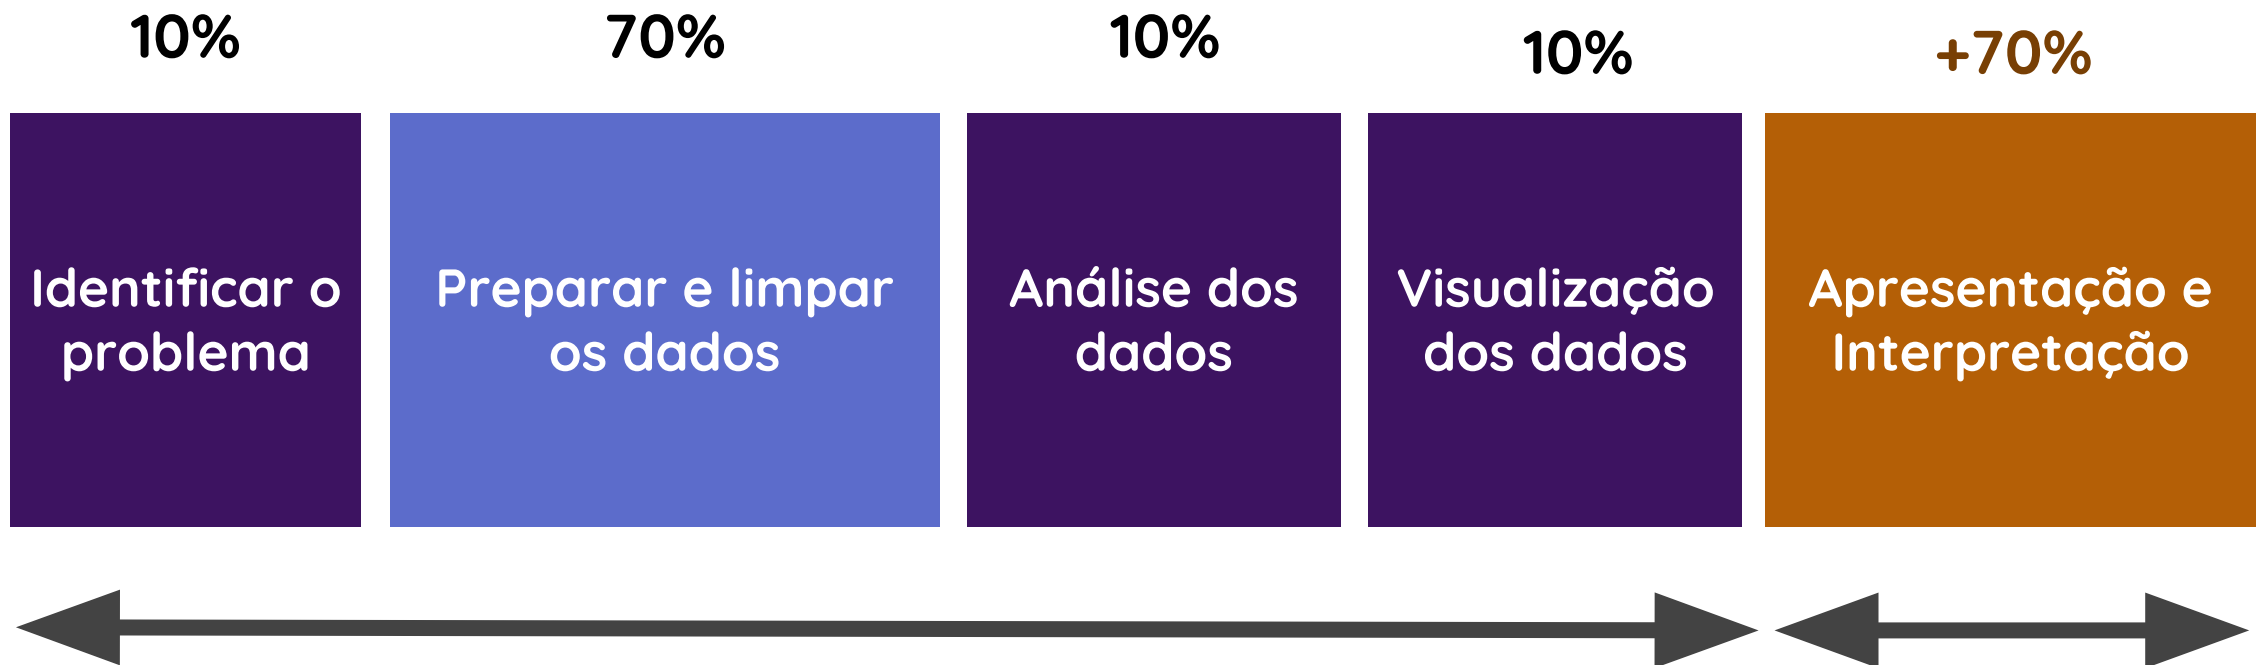 10%
70%
10%
10%
+70%
Identificar o
problema
Preparar e limpar
os dados
Análise dos
dados
Visualização
dos dados
Apresentação e
Interpretação